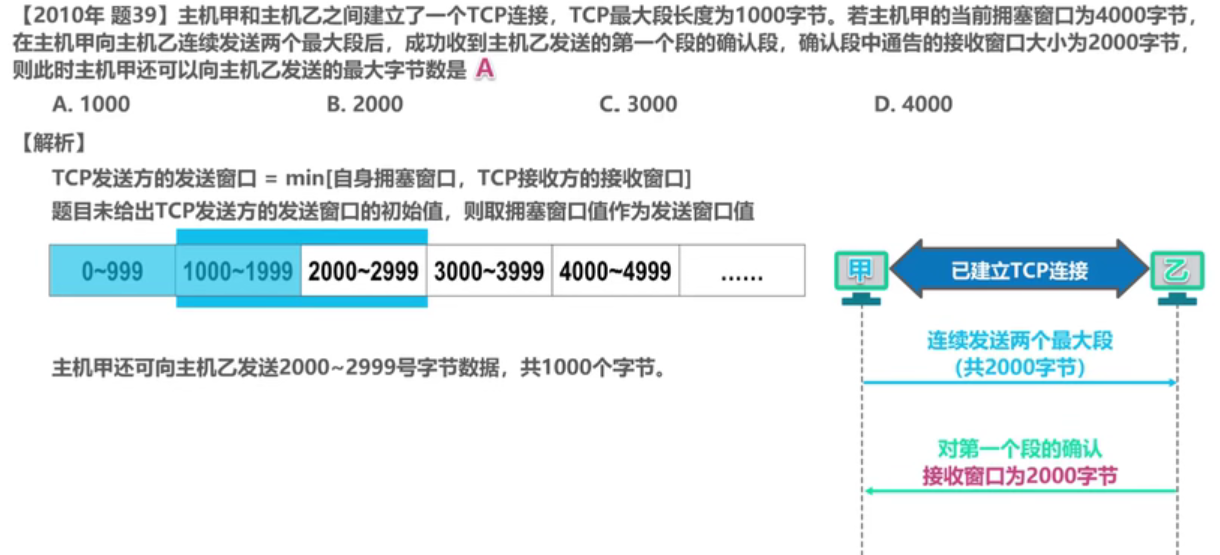 【2010年 题39】主机甲和主机乙之间建立了一个TCP连接，TCP最大段长度为1000字节。若主机甲的当前拥塞窗口为4000字节，
在主机甲向主机乙连续发送两个最大段后，成功收到主机乙发送的第一个段的确认段，确认段中通告的接收窗口大小为2000字节，
则此时主机甲还可以向主机乙发送的最大字节数是 A
A. 1000 B. 2000 C. 3000 D. 4000
【解析】
TCP发送方的发送窗口 = min[自身拥塞窗口，TCP接收方的接收窗口]
题目未给出TCP发送方的发送窗口的初始值，则取拥塞窗口值作为发送窗口值
0~999 1000~1999 2000~2999 3000~3999 4000~4999 ……
甲 已建立TCP连接 乙
连续发送两个最大段
(共2000字节)
主机甲还可向主机乙发送2000~2999号字节数据，共1000个字节。
对第一个段的确认
接收窗口为2000字节